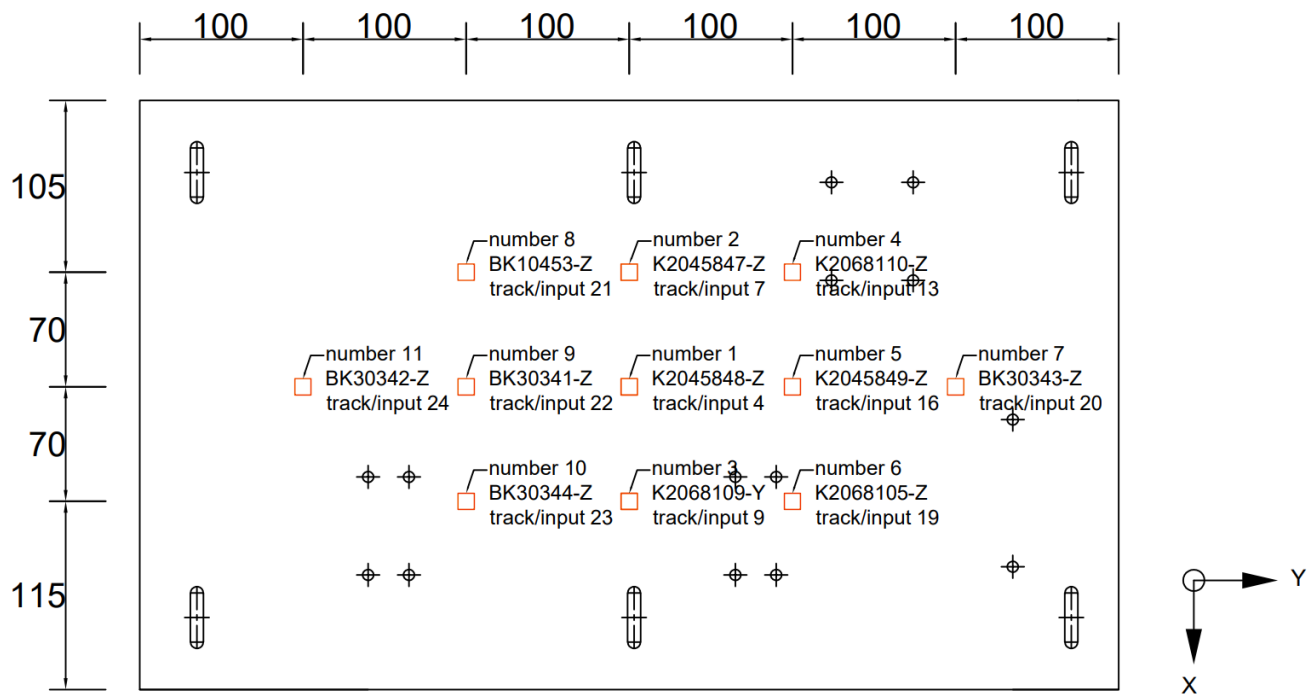 100 100 100 100 100 100
105
70
70
115
number 8
BK10453-Z
track/input 21
number 2
K2045847-Z
track/input 7
number 4
K2068110-Z
track/input 13
number 11
BK30342-Z
track/input 24
number 9
BK30341-Z
track/input 22
number 1
K2045848-Z
track/input 4
number 5
K2045849-Z
track/input 16
number 7
BK30343-Z
track/input 20
number 10
BK30344-Z
track/input 23
number 3
K2068109-Y
track/input 9
number 6
K2068105-Z
track/input 19
Y
X